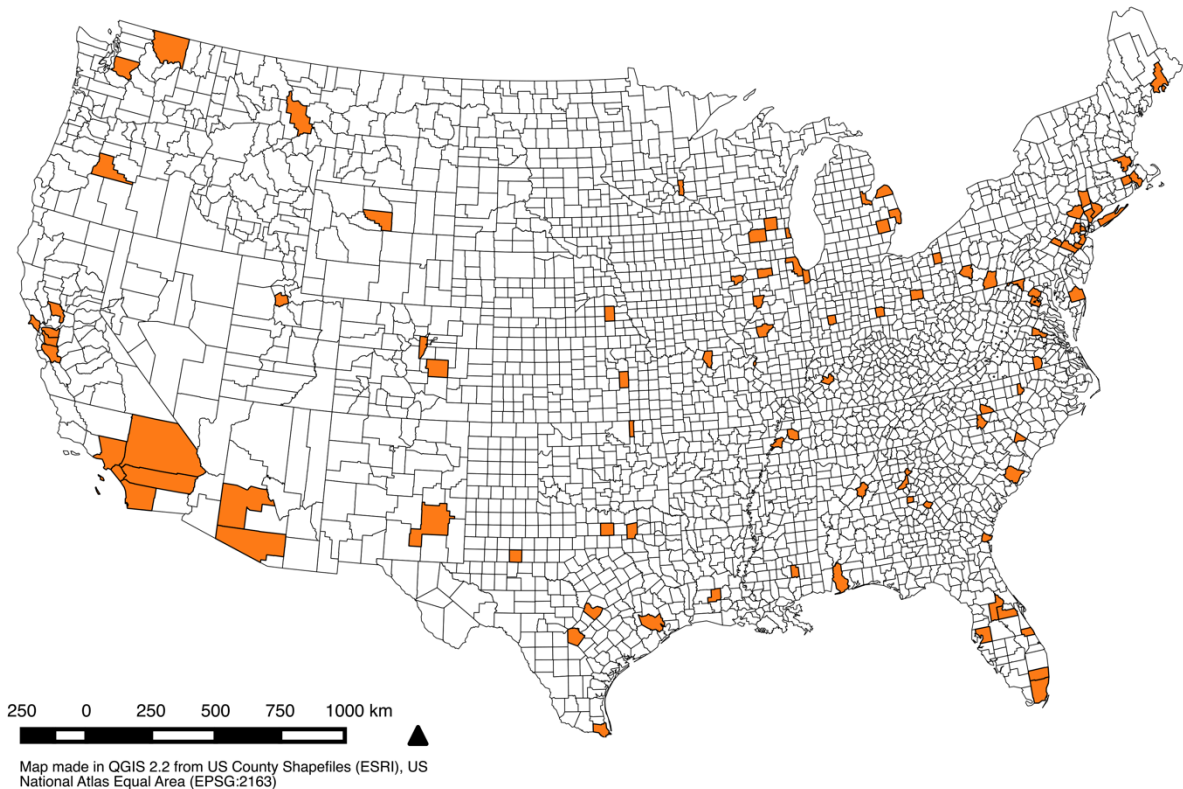 250 0 250 500 750 1000 km
Map made in QGIS 2.2 from US County Shapefiles (ESRI), US
National Atlas Equal Area (EPSG:2163)